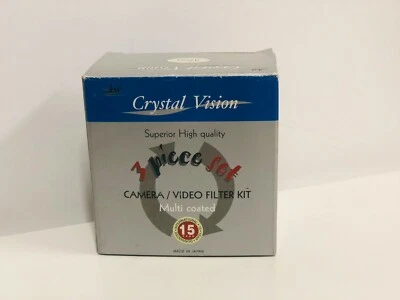 Crystal Vision
Superior High quality
3 piece set
CAMERA / VIDEO FILTER KIT
Multi coated
15
MADE IN JAPAN